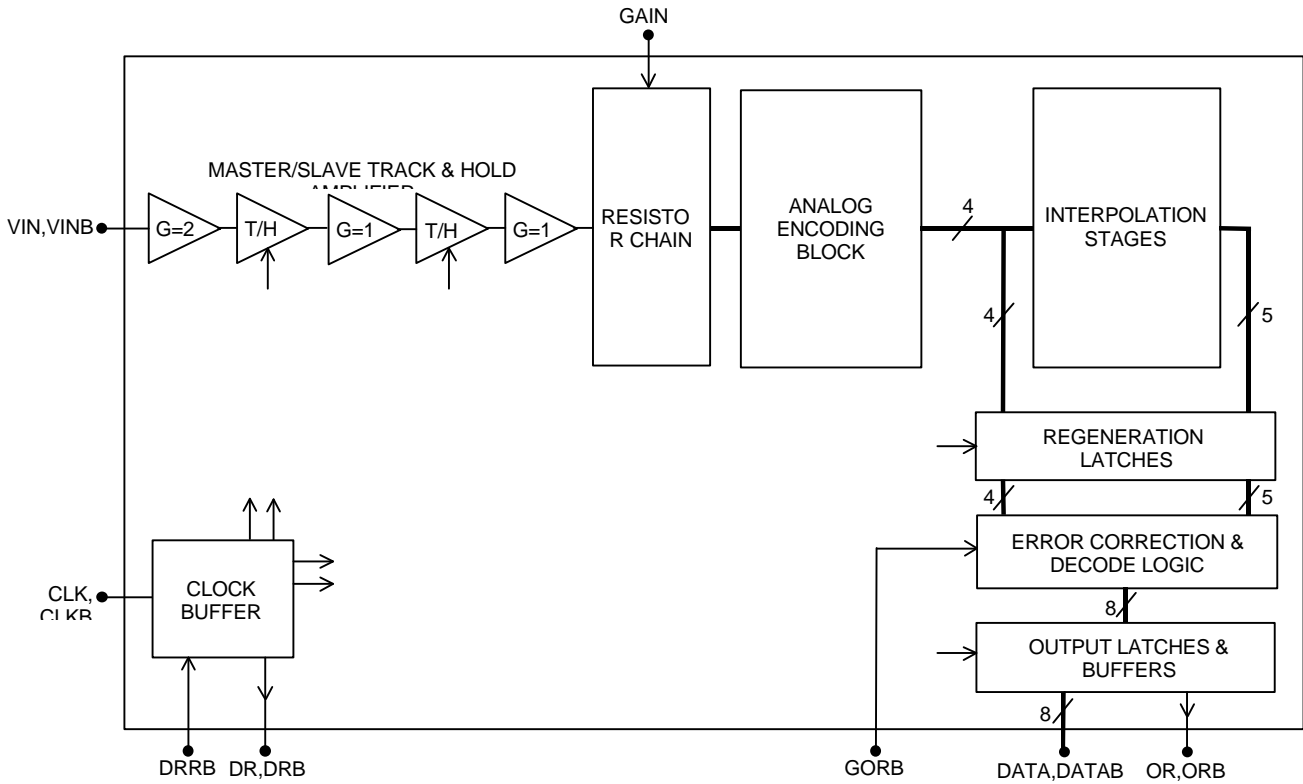 GAIN
MASTER/SLAVE TRACK & HOLD
AMPLIFIER
VIN,VINB
G=2
T/H
G=1
T/H
G=1
RESISTO
R CHAIN
ANALOG
ENCODING
BLOCK
4
INTERPOLATION
STAGES
4
5
REGENERATION
LATCHES
4
5
ERROR CORRECTION &
DECODE LOGIC
CLK,
CLKB
CLOCK
BUFFER
8
OUTPUT LATCHES &
BUFFERS
8
DRRB
DR,DRB
GORB
DATA,DATAB
OR,ORB